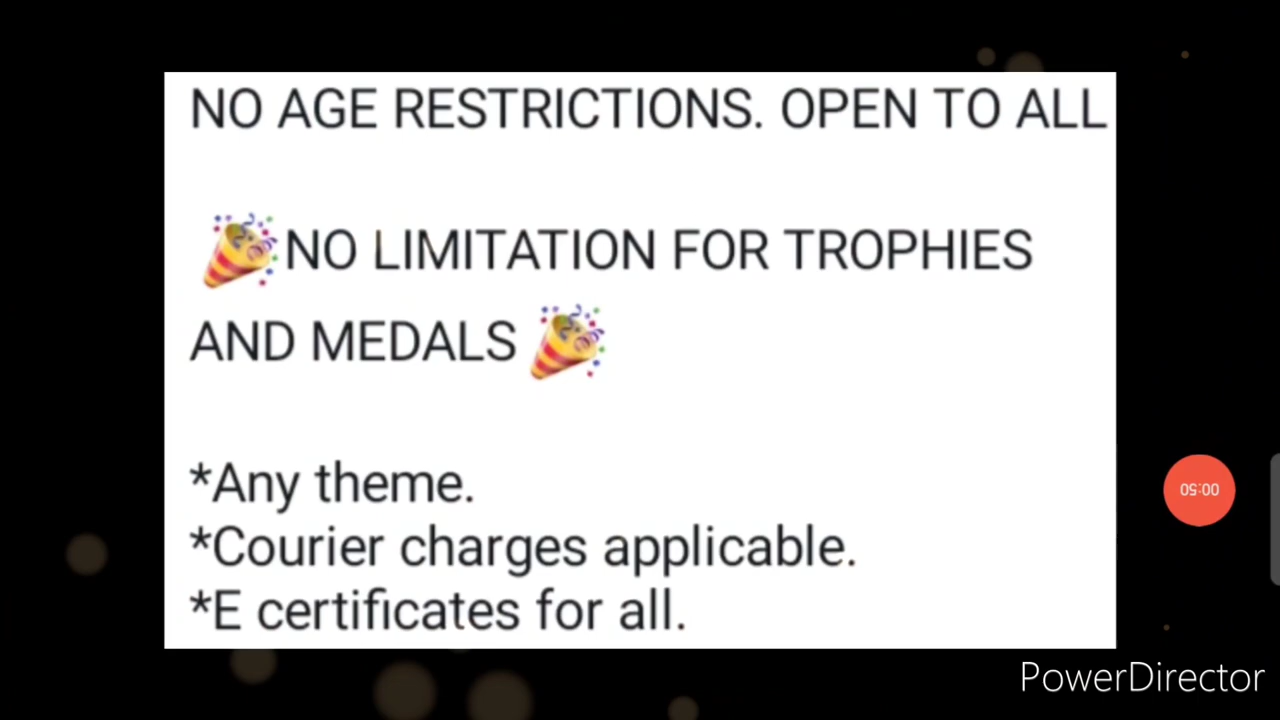 NO AGE RESTRICTIONS. OPEN TO ALL
🎉NO LIMITATION FOR TROPHIES
AND MEDALS 🎉
*Any theme.
*Courier charges applicable.
*E certificates for all.
00:50
PowerDirector